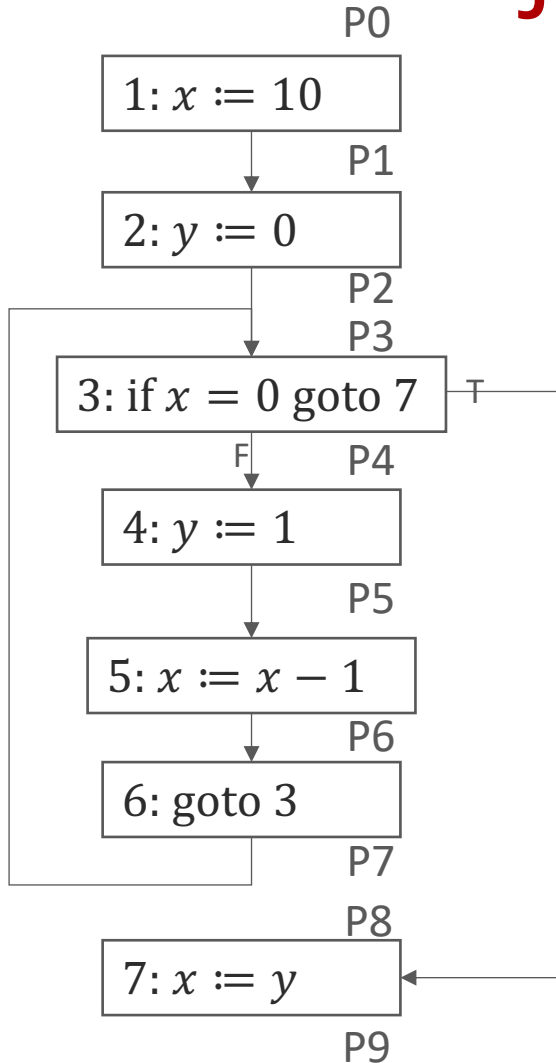 P0
1: x := 10
P1
2: y := 0
P2
P3
3: if x = 0 goto 7
T
F
P4
4: y := 1
P5
5: x := x − 1
P6
6: goto 3
P7
P8
7: x := y
P9